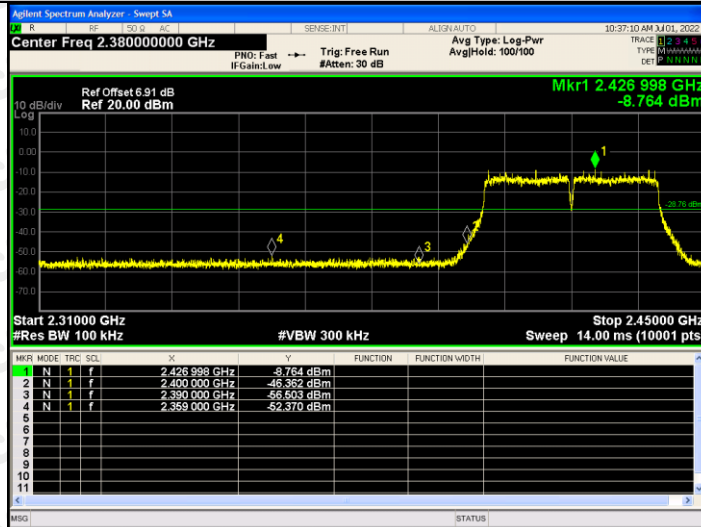 Agilent Spectrum Analyzer - Swept SA
R RF 50 Ω AC SENSE:INT ALIGN AUTO 10:37:10 AM Jul 01, 2022
Center Freq 2.380000000 GHz
PNO: Fast Trig: Free Run Avg Type: Log-Pwr TRACE 1 2 3 4 5
IFGain:Low #Atten: 30 dB Avg|Hold: 100/100 TYPE M
DET P N N N N
Mkr1 2.426 998 GHz
Ref Offset 6.91 dB
10 dB/div Ref 20.00 dBm -8.764 dBm
Log
10.0
0.00
-10.0
-20.0
-30.0
-40.0
-50.0
-60.0
-70.0
1
-28.76 dBm
4
3
Start 2.31000 GHz Stop 2.45000 GHz
#Res BW 100 kHz #VBW 300 kHz Sweep 14.00 ms (10001 pts
MKR MODE TRC SCL X Y FUNCTION FUNCTION WIDTH FUNCTION VALUE
1 N 1 f 2.426 998 GHz -8.764 dBm
2 N 1 f 2.400 000 GHz -46.362 dBm
3 N 1 f 2.390 000 GHz -56.503 dBm
4 N 1 f 2.359 000 GHz -52.370 dBm
5
6
7
8
9
10
11
MSG STATUS